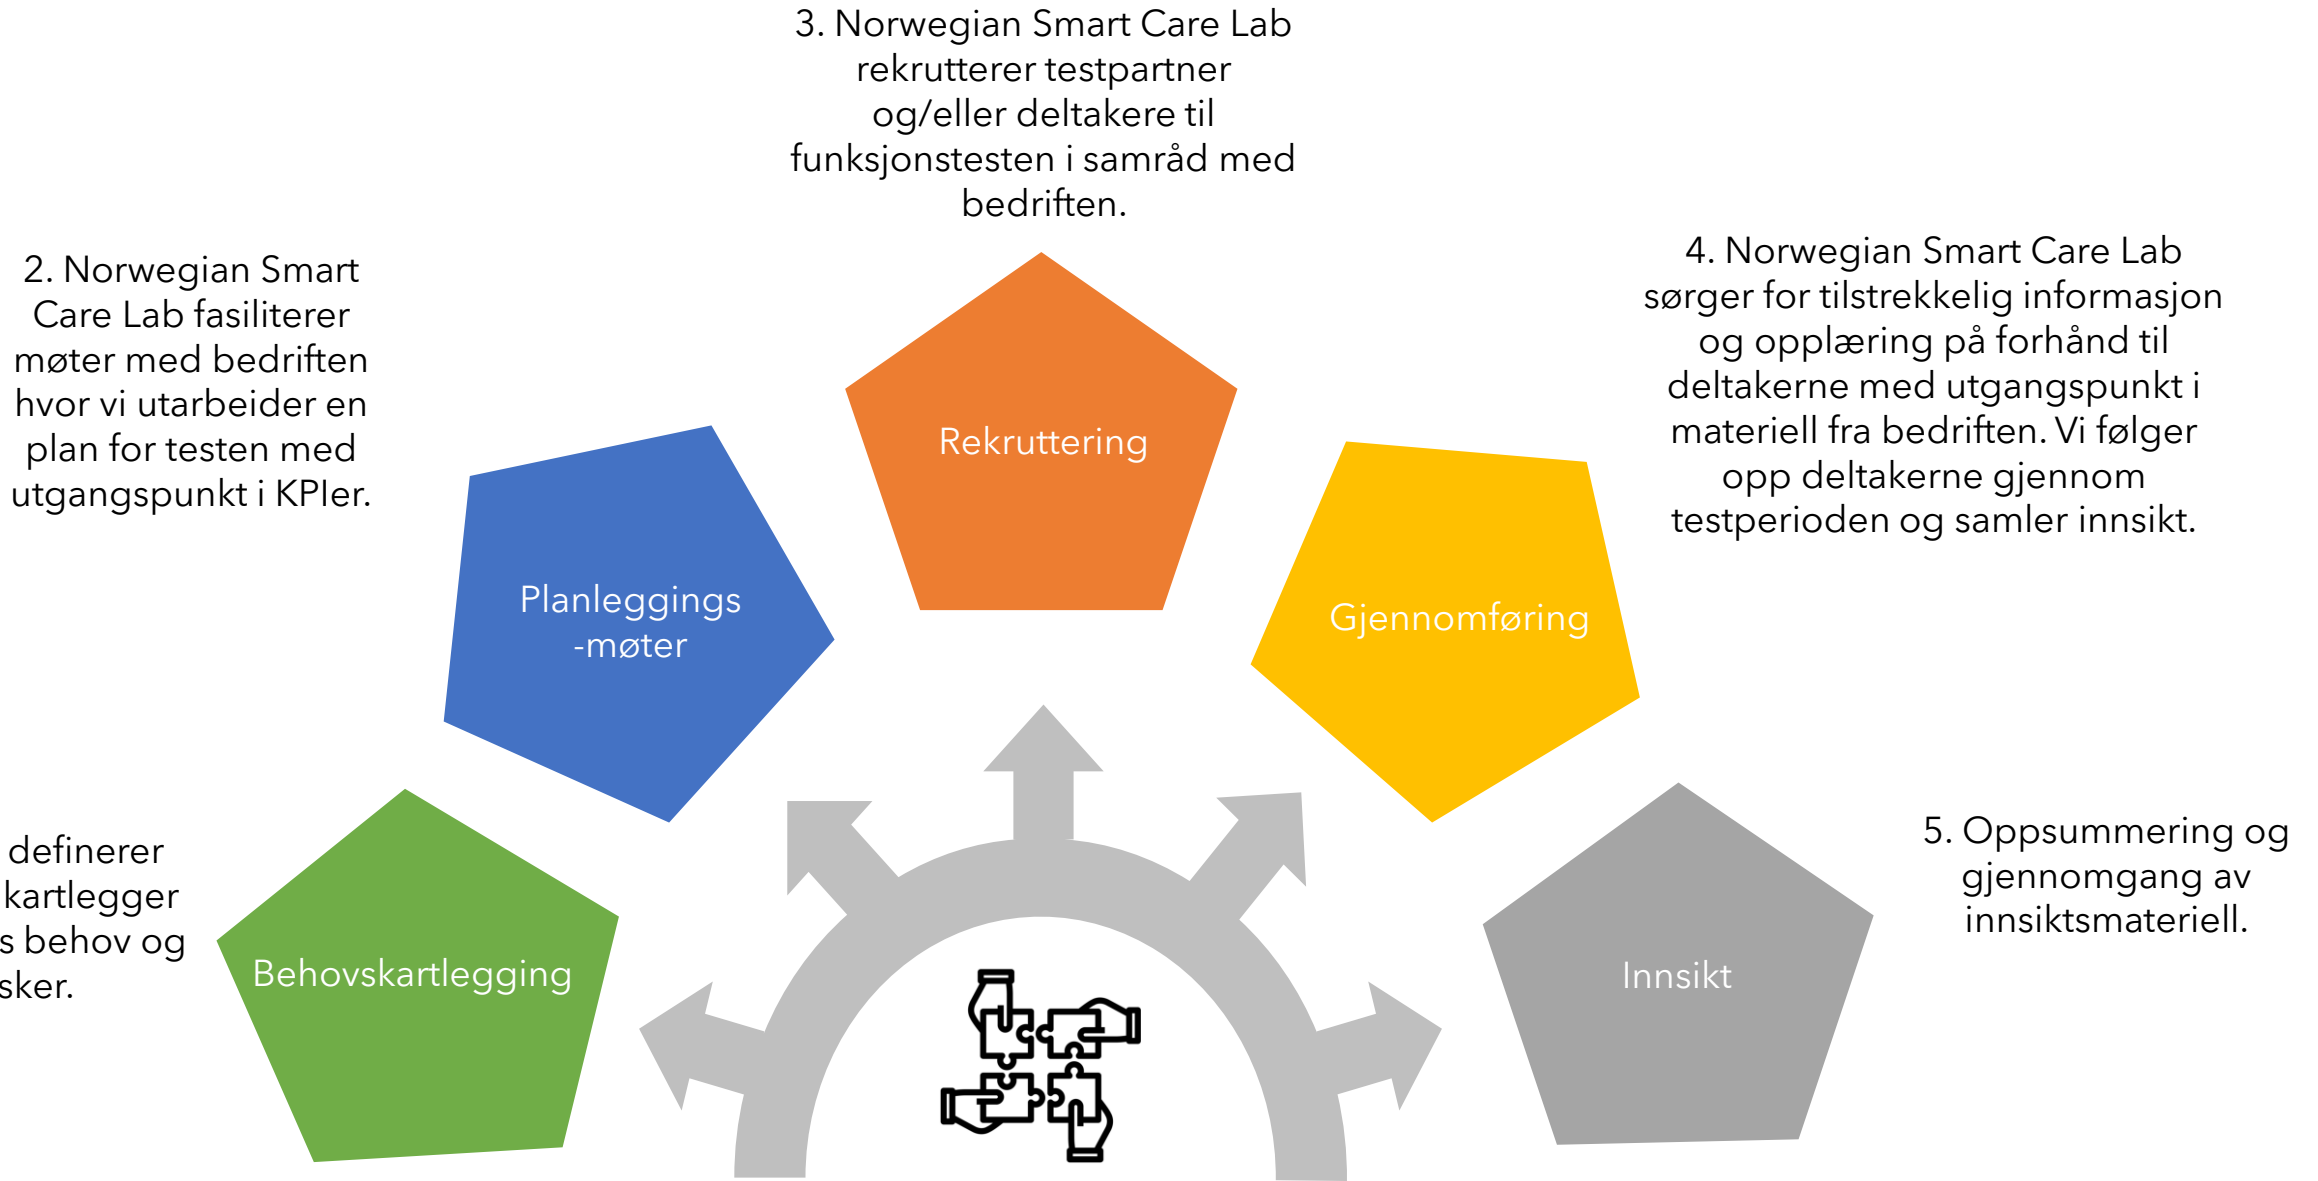 3. Norwegian Smart Care Lab
rekrutterer testpartner
og/eller deltakere til
funksjonstesten i samråd med
bedriften.
2. Norwegian Smart
Care Lab fasiliterer
møter med bedriften
hvor vi utarbeider en
plan for testen med
utgangspunkt i KPIer.
4. Norwegian Smart Care Lab
sørger for tilstrekkelig informasjon
og opplæring på forhånd til
deltakerne med utgangspunkt i
materiell fra bedriften. Vi følger
opp deltakerne gjennom
testperioden og samler innsikt.
Rekruttering
Planleggings
-møter
Gjennomføring
definerer
kartlegger
behov og
Behovskartlegging
Innsikt
5. Oppsummering og
gjennomgang av
innsiktsmateriell.